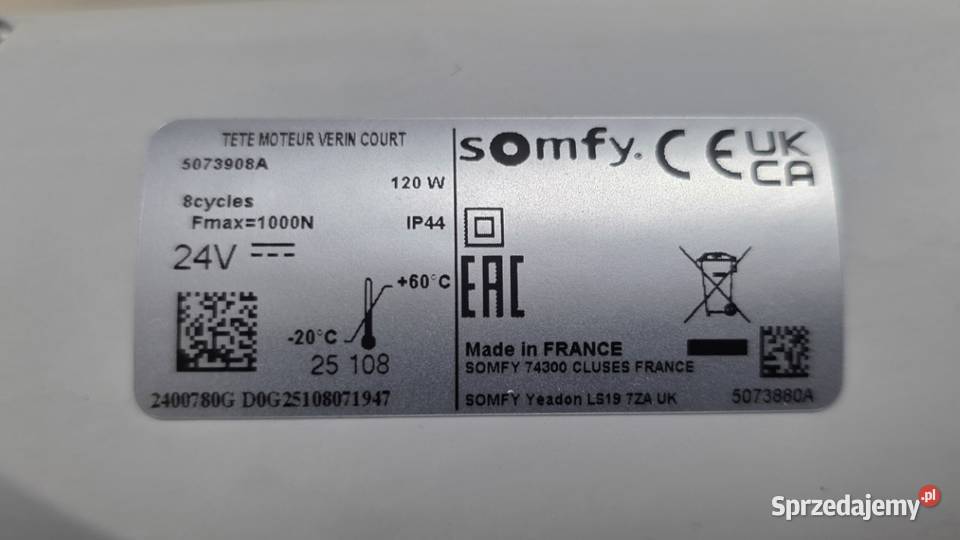 TETE MOTEUR VERIN COURT
5073908A
120 W
8cycles
Fmax=1000N
IP44
24V
+60°C
-20°C
25 108
2400780G D0G25108071947
somfy.
CE
UK
CA
EAC
Made in FRANCE
SOMFY 74300 CLUSES FRANCE
SOMFY Yeadon LS19 7ZA UK
5073880A
Sprzedajemy.pl